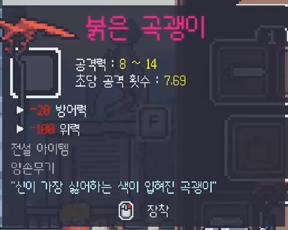 붉은 곡괭이
1
공격력 : 8 ~ 14
초당 공격 횟수 : 7.69
▶ -20 방어력
▶ -100 위력
F
전설 아이템
양손무기
"신이 가장 싫어하는 색이 입혀진 곡괭이"
장착